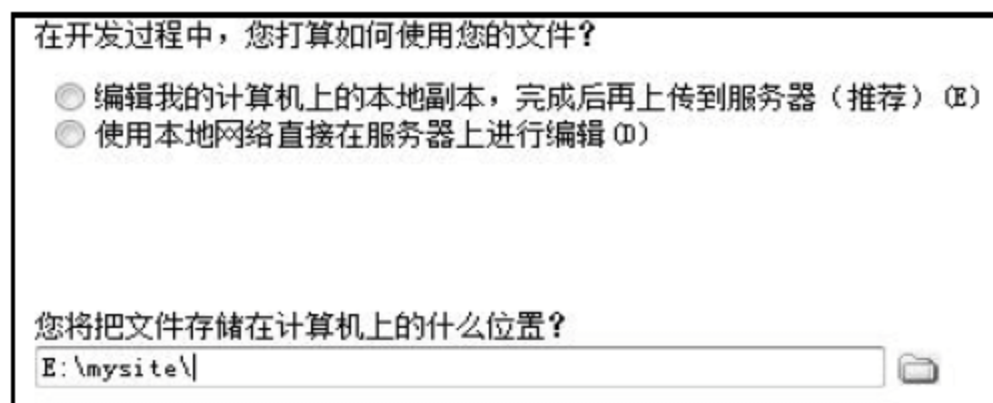 在开发过程中，您打算如何使用您的文件？
编辑我的计算机上的本地副本，完成后再上传到服务器（推荐）(E)
使用本地网络直接在服务器上进行编辑(D)
您将把文件存储在计算机上的什么位置？
E:\mysite\